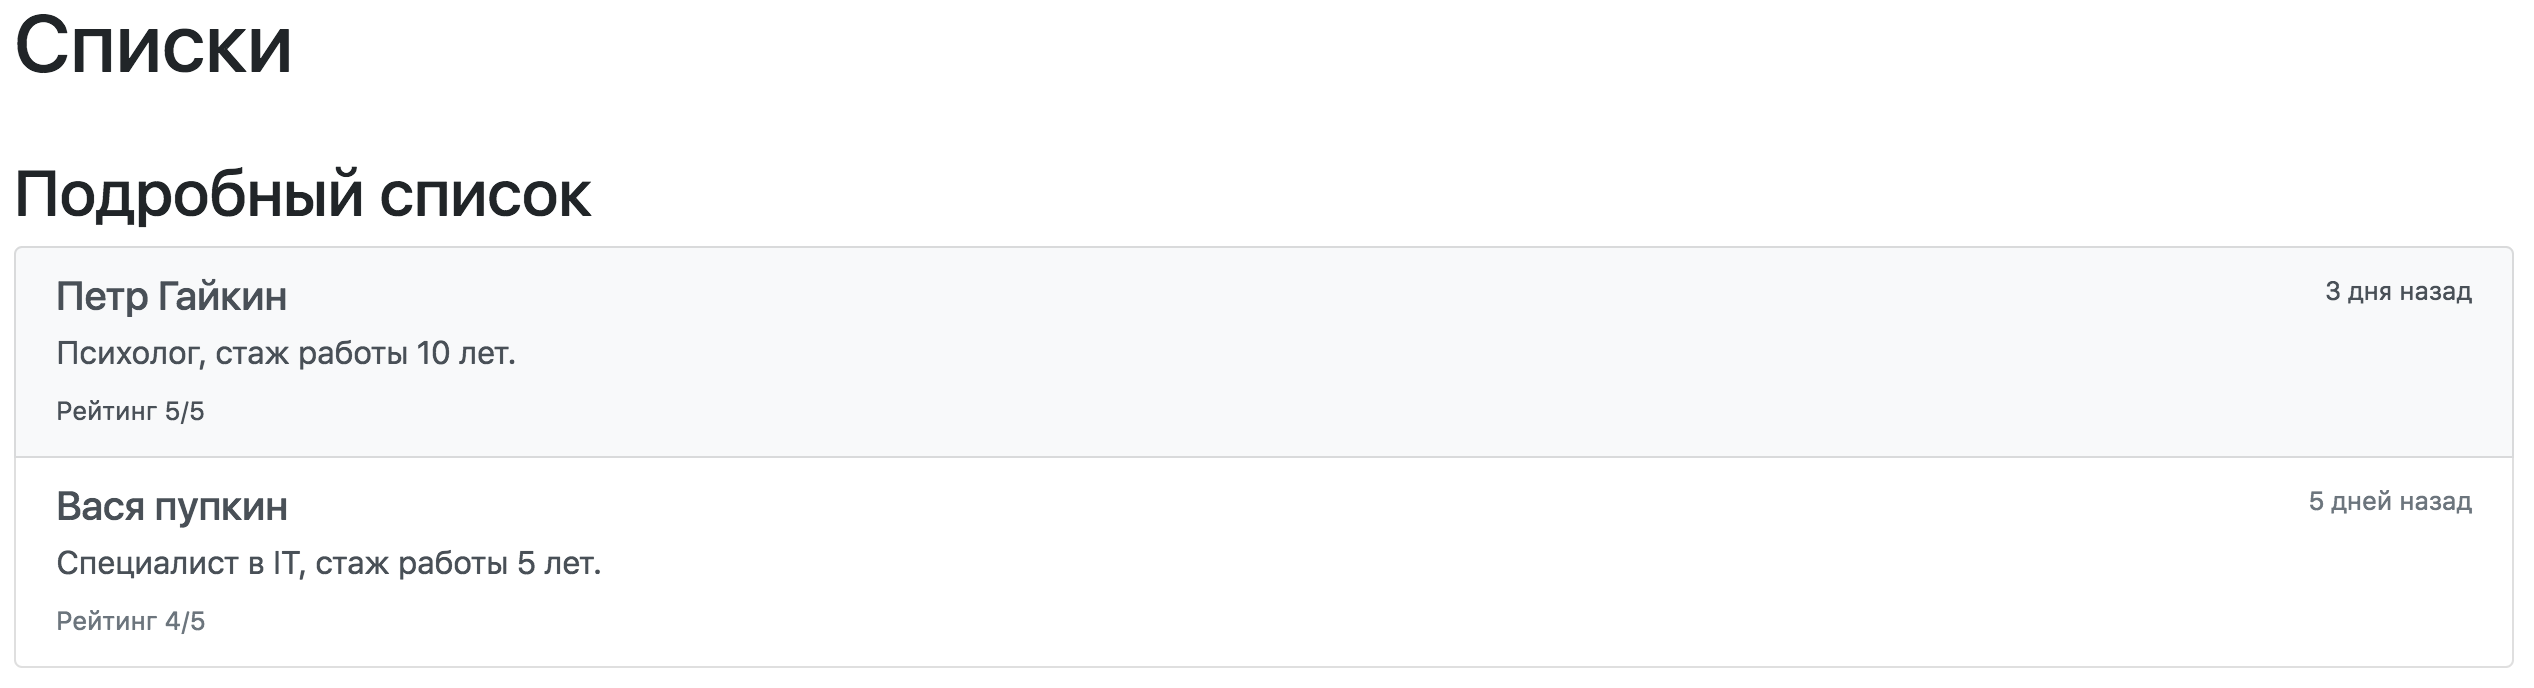 Списки
Подробный список
Петр Гайкин
3 дня назад
Психолог, стаж работы 10 лет.
Рейтинг 5/5
Вася пупкин
5 дней назад
Специалист в IT, стаж работы 5 лет.
Рейтинг 4/5